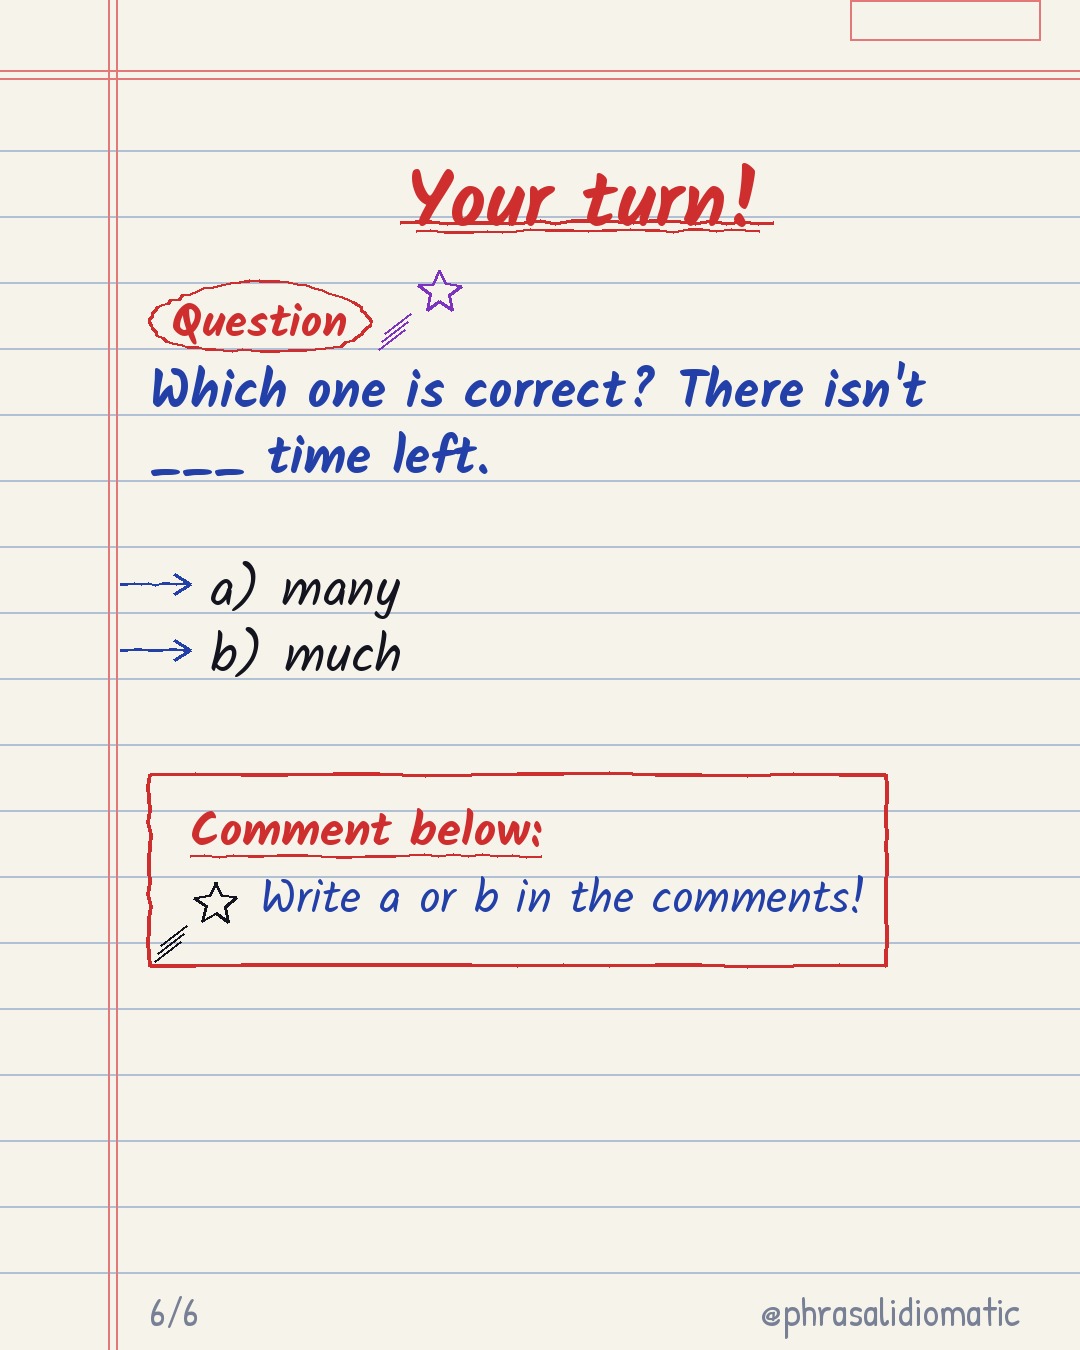 Your turn!
Question
Which one is correct? There isn't
___ time left.
a) many
b) much
Comment below:
Write a or b in the comments!
6/6
@phrasalidiomatic